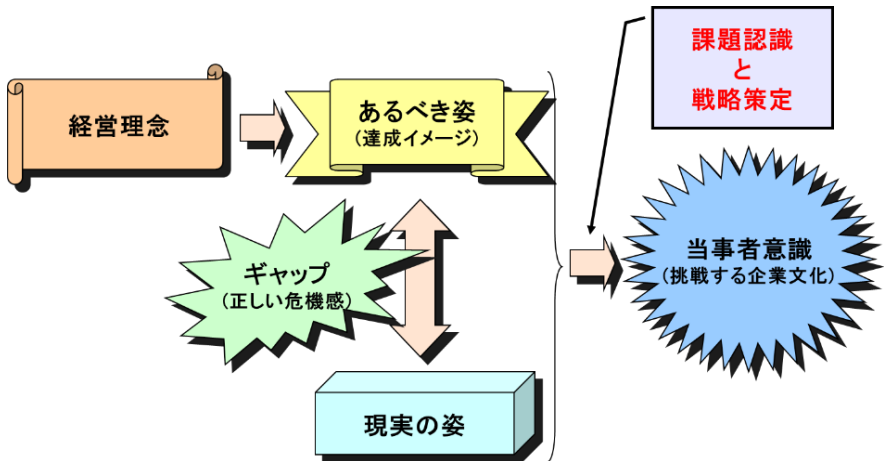 経営理念
あるべき姿
（達成イメージ）
ギャップ
（正しい危機感）
現実の姿
課題認識
と
戦略策定
当事者意識
（挑戦する企業文化）